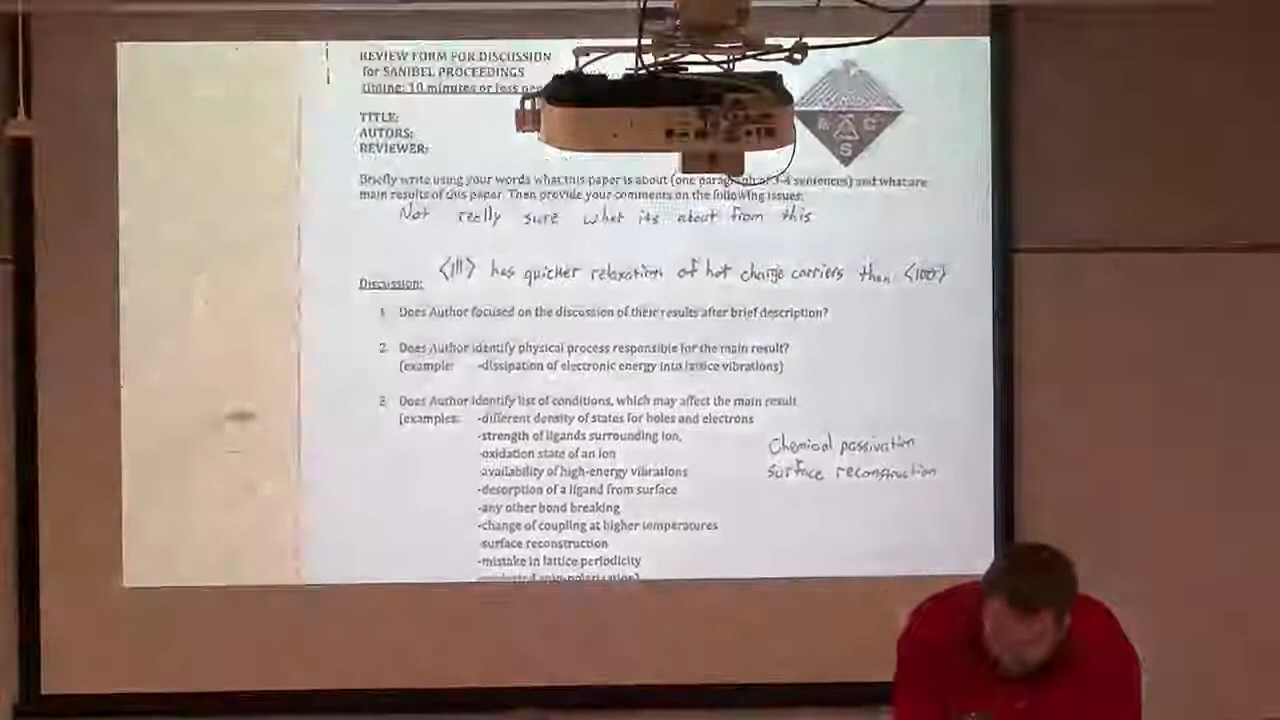 REVIEW FORM FOR DISCUSSION
for SANIBEL PROCEEDINGS
timing: 10 minutes or less
TITLE:
AUTORS:
REVIEWER:
A C
S
Briefly write using your words what this paper is about (one paragraph of 3-4 sentences) and what are
main results of this paper. Then provide your comments on the following issues:
Not really sure what its about from this
<111> has quicker relaxation of hot charge carriers than <100>
Discussion:
1. Does Author focused on the discussion of their results after brief description?
2. Does Author identify physical process responsible for the main result?
(example: -dissipation of electronic energy into lattice vibrations)
3. Does Author identify list of conditions, which may affect the main result
(examples: -different density of states for holes and electrons
-strength of ligands surrounding ion,
-oxidation state of an ion
-availability of high-energy vibrations
-desorption of a ligand from surface
-any other bond breaking
-change of coupling at higher temperatures
-surface reconstruction
-mistake in lattice periodicity
Chemical passivation
surface reconstruction